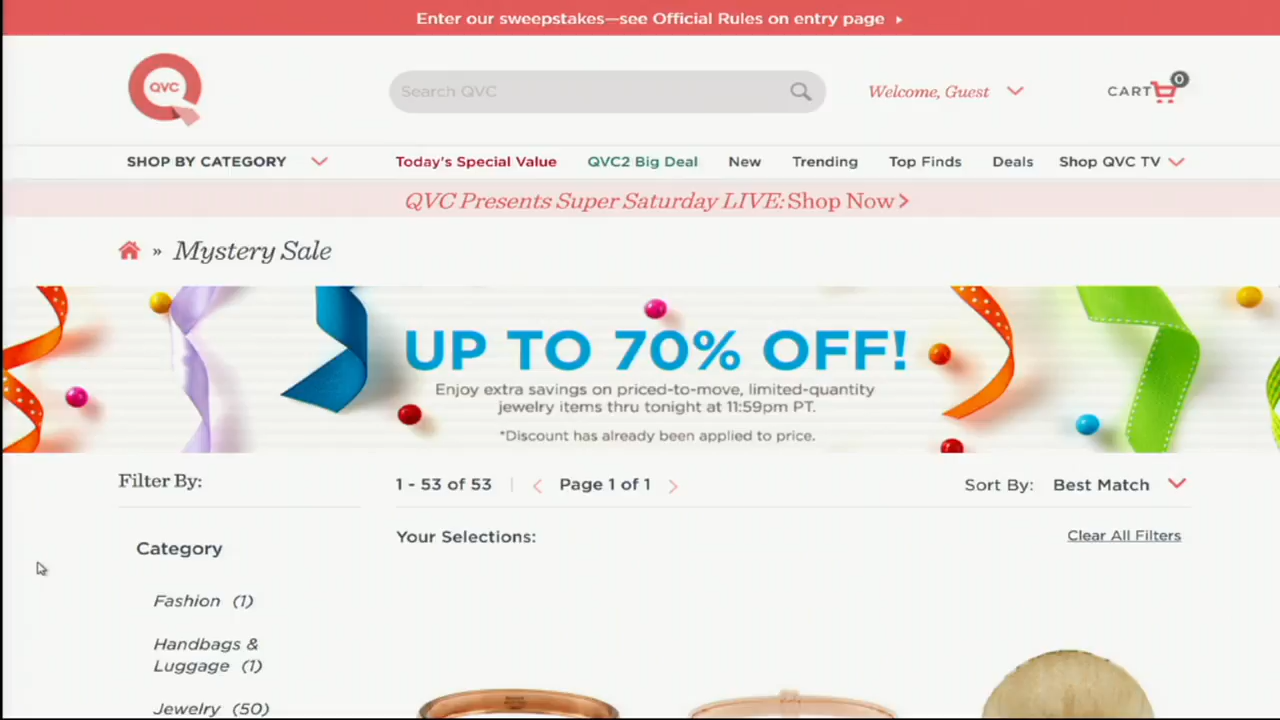 Enter our sweepstakes—see Official Rules on entry page
QVC
Search QVC
Welcome, Guest
CART 0
SHOP BY CATEGORY
Today's Special Value
QVC2 Big Deal
New
Trending
Top Finds
Deals
Shop QVC TV
QVC Presents Super Saturday LIVE: Shop Now >
» Mystery Sale
UP TO 70% OFF!
Enjoy extra savings on priced-to-move, limited-quantity
jewelry items thru tonight at 11:59pm PT.
*Discount has already been applied to price.
Filter By:
1 - 53 of 53
Page 1 of 1
Sort By: Best Match
Your Selections:
Clear All Filters
Category
Fashion (1)
Handbags &
Luggage (1)
Jewelry (50)